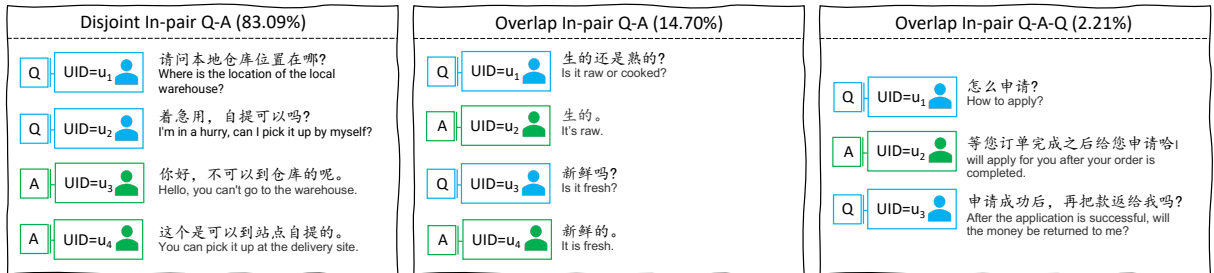 Disjoint In-pair Q-A (83.09%)
Q UID=u1 请问本地仓库位置在哪?
Where is the location of the local
warehouse?
Q UID=u2 着急用，自提可以吗?
I'm in a hurry, can I pick it up by myself?
A UID=u3 你好，不可以到仓库的呢。
Hello, you can't go to the warehouse.
A UID=u4 这个是可以到站点自提的。
You can pick it up at the delivery site.
Overlap In-pair Q-A (14.70%)
Q UID=u1 生的还是熟的?
Is it raw or cooked?
A UID=u2 生的。
It's raw.
Q UID=u3 新鲜吗?
Is it fresh?
A UID=u4 新鲜的。
It is fresh.
Overlap In-pair Q-A-Q (2.21%)
Q UID=u1 怎么申请?
How to apply?
A UID=u2 等您订单完成之后给您申请哈I
will apply for you after your order is
completed.
Q UID=u3 申请成功后，再把款返给我吗?
After the application is successful, will
the money be returned to me?